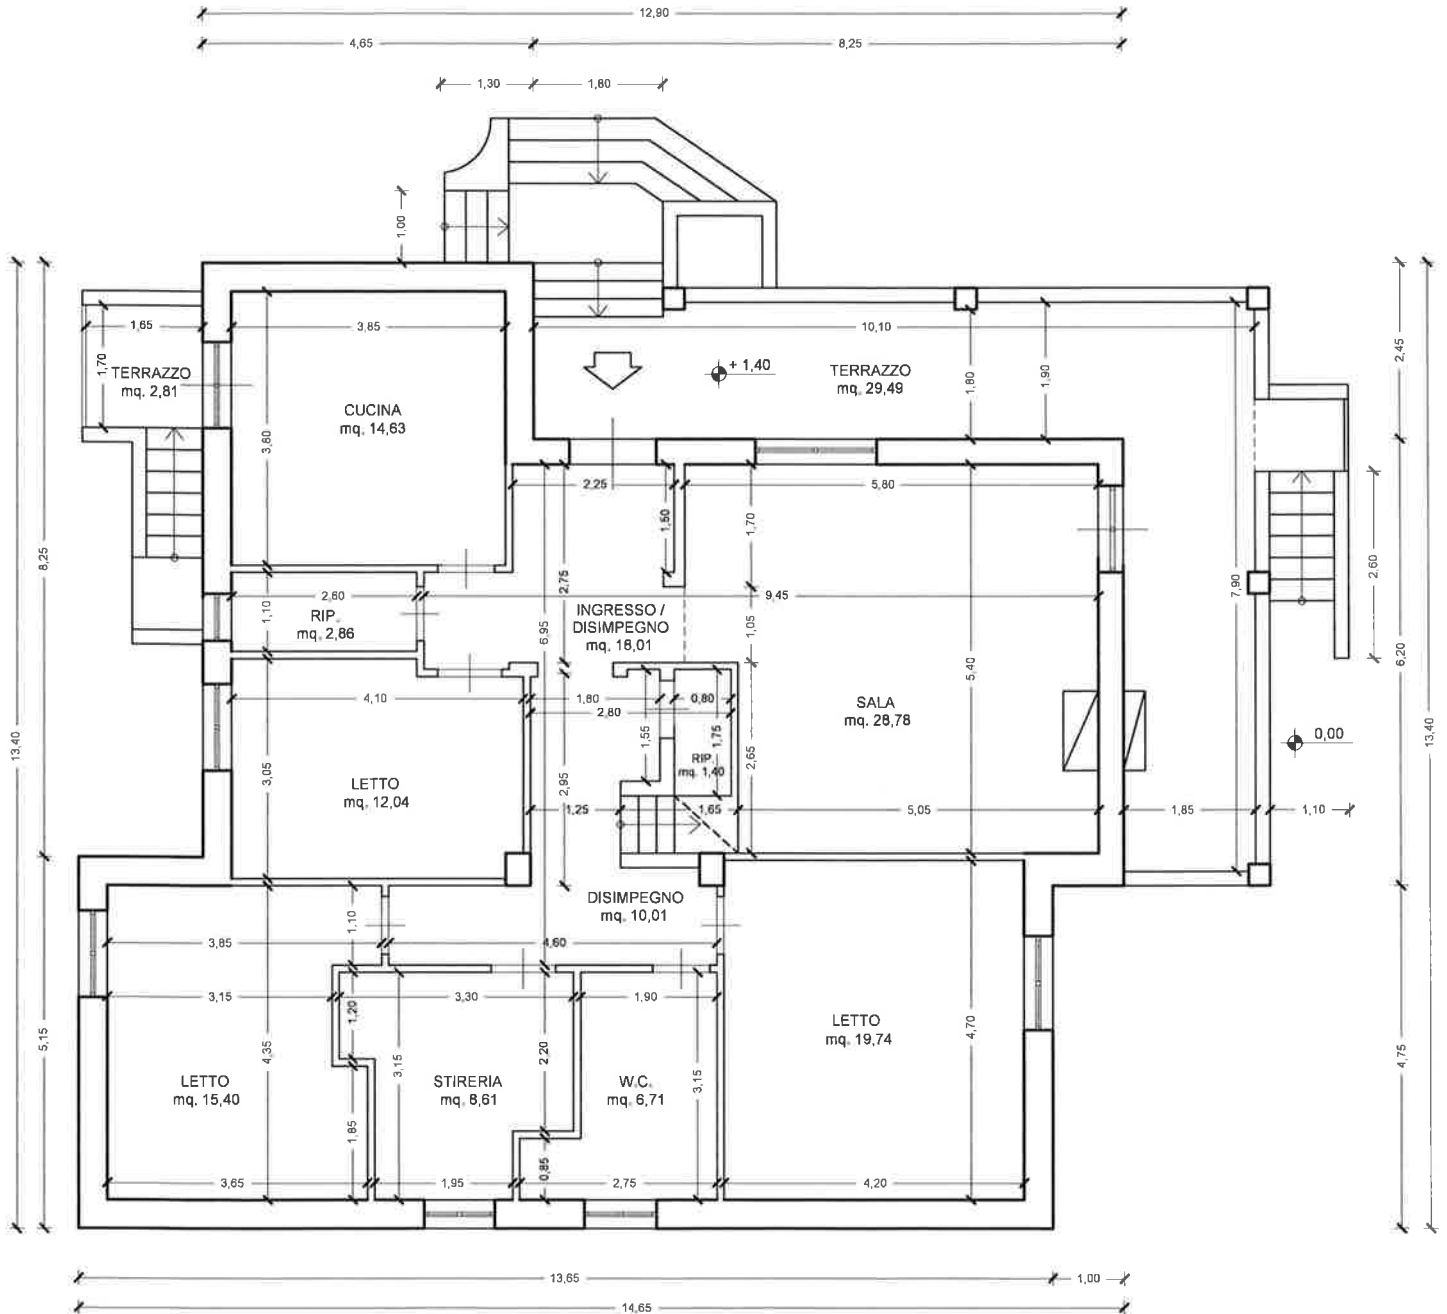 12,90
4,65
8,25
1,30
1,80
1,00
1,65
3,85
10,10
1,70
TERRAZZO
mq. 2,81
+ 1,40
TERRAZZO
mq. 29,49
1,80
1,90
2,45
CUCINA
mq. 14,63
3,80
2,25
1,50
5,80
1,70
2,75
8,25
1,10
2,60
RIP.
mq. 2,86
9,45
INGRESSO /
DISIMPEGNO
mq. 18,01
6,95
1,05
5,40
7,90
2,60
6,20
4,10
1,80
0,80
2,80
SALA
mq. 28,78
1,55
1,75
2,65
0,00
13,40
13,40
3,05
LETTO
mq. 12,04
2,95
RIP.
mq. 1,40
1,25
1,65
5,05
1,85
1,10
DISIMPEGNO
mq. 10,01
1,10
3,85
4,60
3,15
3,30
1,90
1,20
LETTO
mq. 19,74
4,70
5,15
4,35
3,15
2,20
3,15
4,75
LETTO
mq. 15,40
STIRERIA
mq. 8,61
W.C.
mq. 6,71
1,85
0,85
3,65
1,95
2,75
4,20
13,65
1,00
14,65